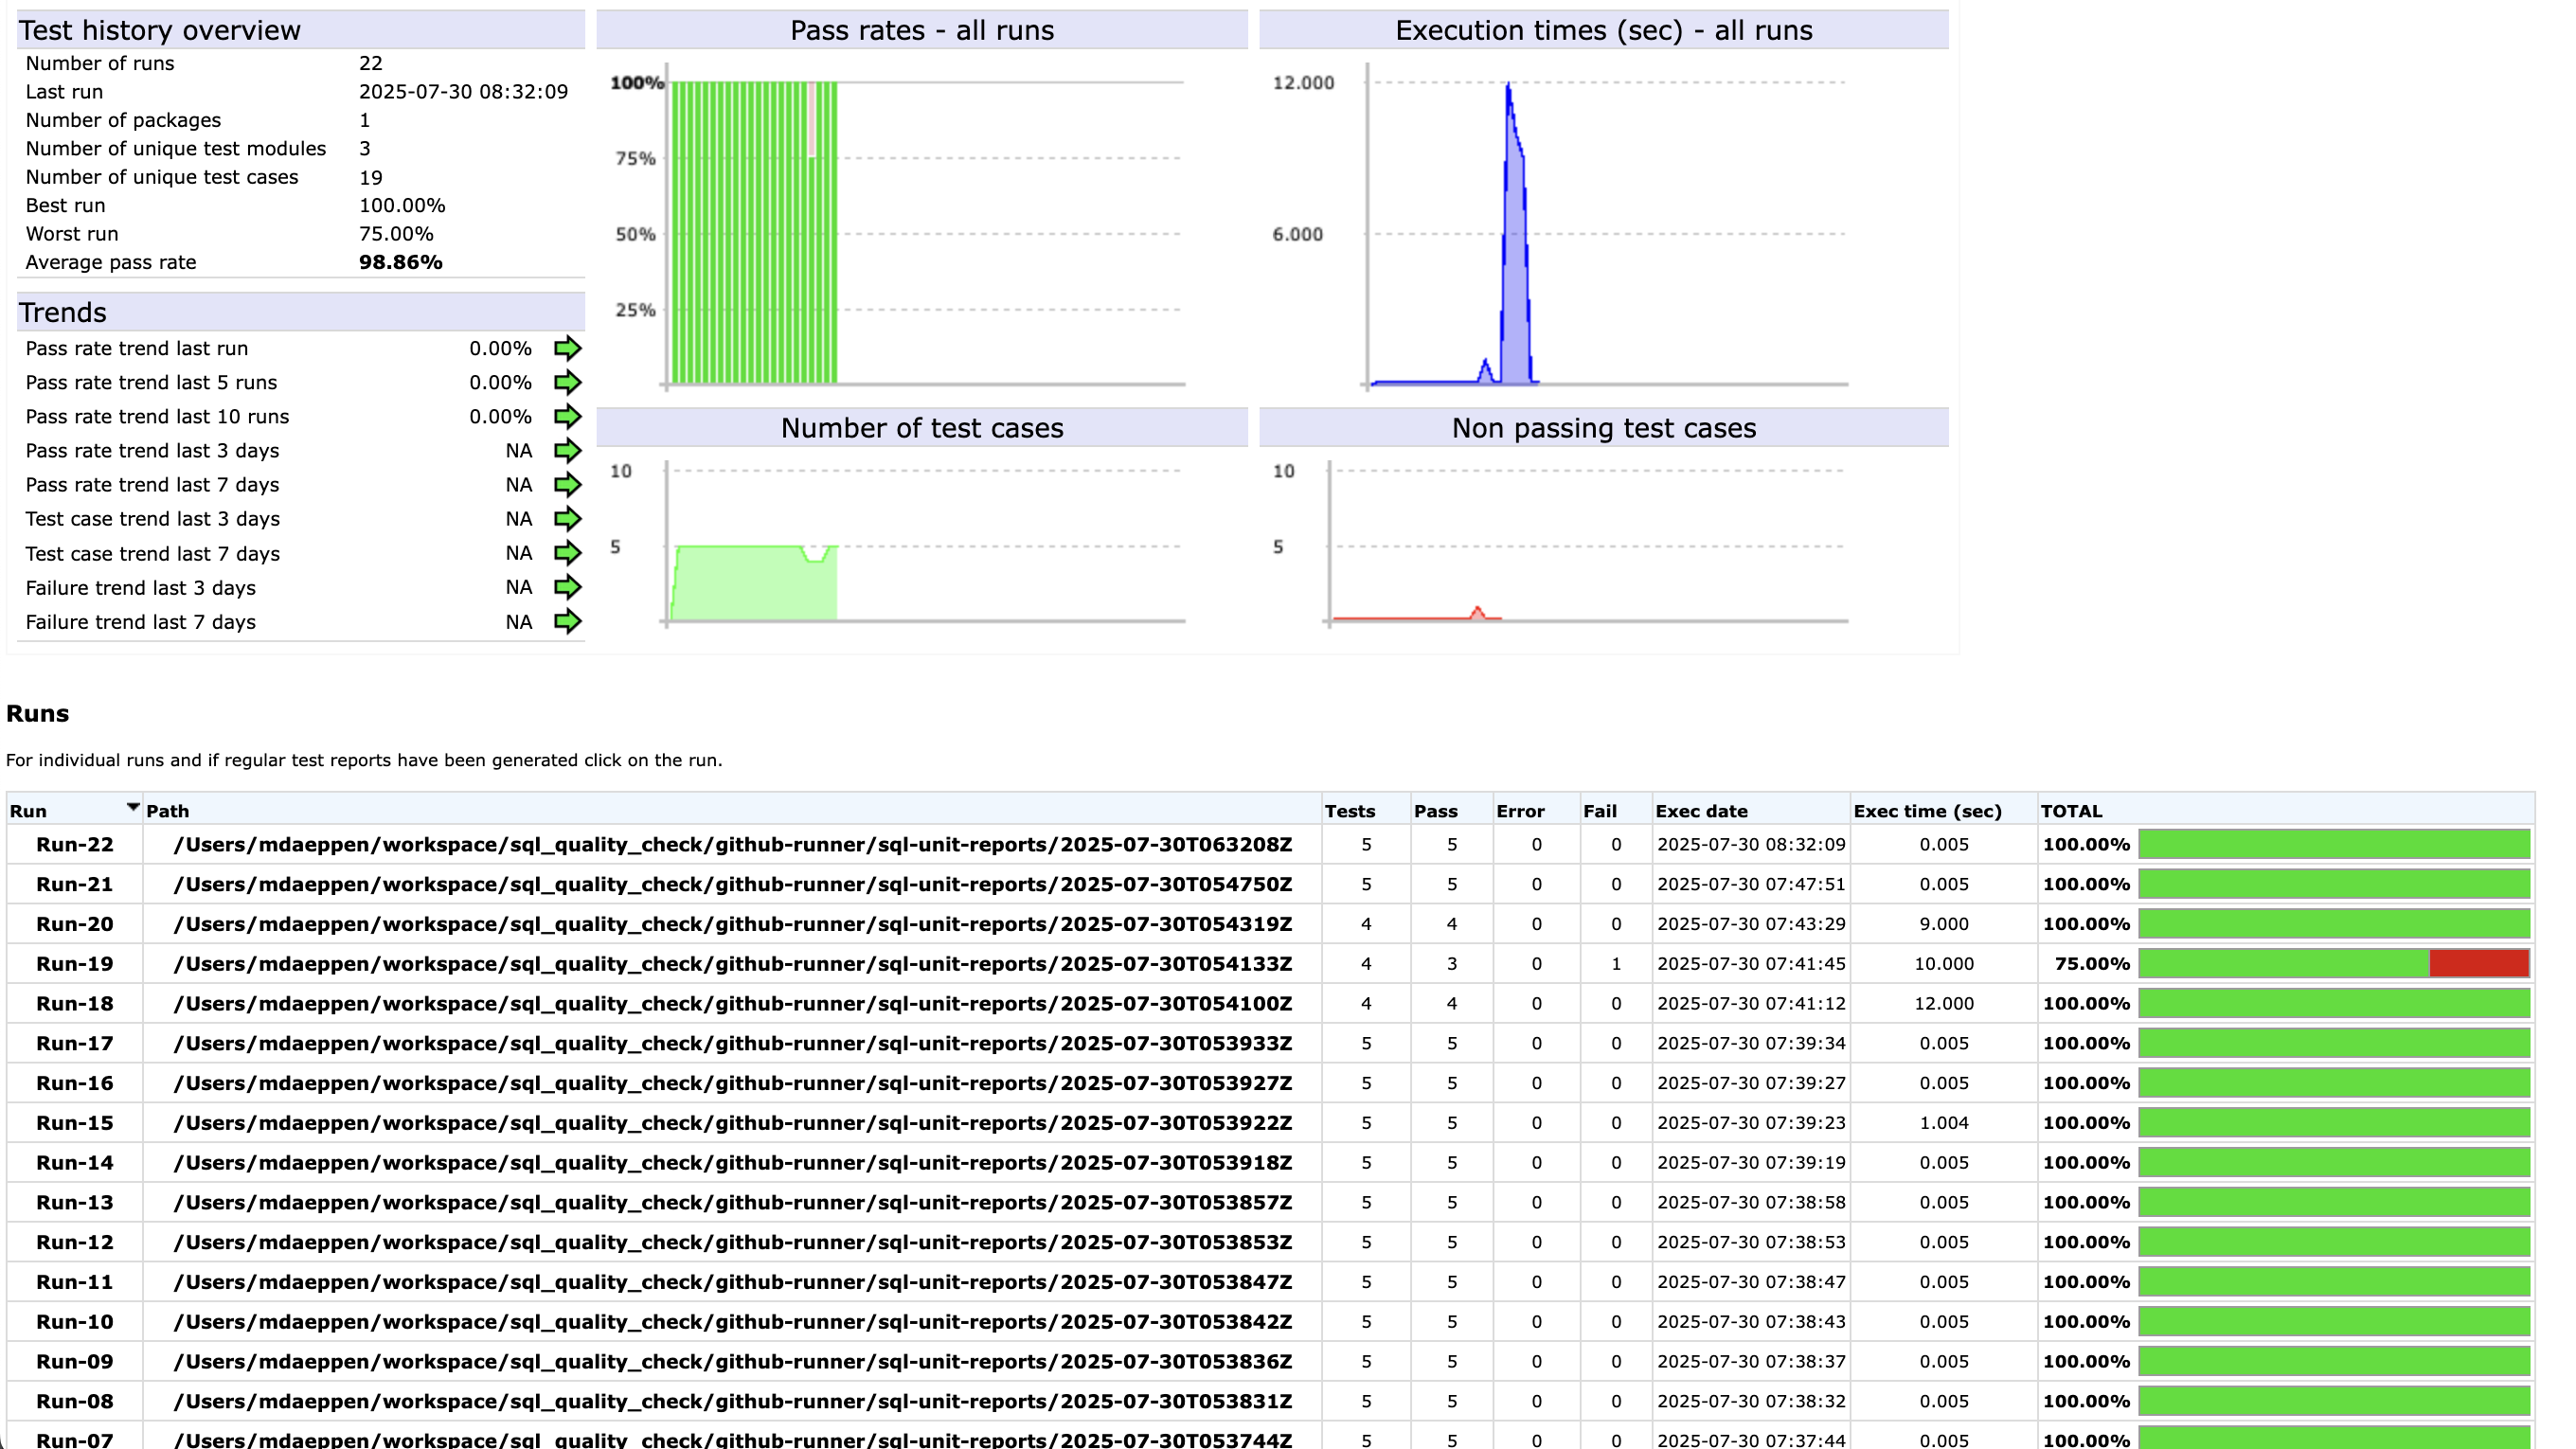 Test history overview
Number of runs 22
Last run 2025-07-30 08:32:09
Number of packages 1
Number of unique test modules 3
Number of unique test cases 19
Best run 100.00%
Worst run 75.00%
Average pass rate 98.86%
Trends
Pass rate trend last run 0.00%
Pass rate trend last 5 runs 0.00%
Pass rate trend last 10 runs 0.00%
Pass rate trend last 3 days NA
Pass rate trend last 7 days NA
Test case trend last 3 days NA
Test case trend last 7 days NA
Failure trend last 3 days NA
Failure trend last 7 days NA
Pass rates - all runs
100%
75%
50%
25%
Execution times (sec) - all runs
12.000
6.000
Number of test cases
10
5
Non passing test cases
10
5
Runs
For individual runs and if regular test reports have been generated click on the run.
Run Path Tests Pass Error Fail Exec date Exec time (sec) TOTAL
Run-22 /Users/mdaeppen/workspace/sql_quality_check/github-runner/sql-unit-reports/2025-07-30T063208Z 5 5 0 0 2025-07-30 08:32:09 0.005 100.00%
Run-21 /Users/mdaeppen/workspace/sql_quality_check/github-runner/sql-unit-reports/2025-07-30T054750Z 5 5 0 0 2025-07-30 07:47:51 0.005 100.00%
Run-20 /Users/mdaeppen/workspace/sql_quality_check/github-runner/sql-unit-reports/2025-07-30T054319Z 4 4 0 0 2025-07-30 07:43:29 9.000 100.00%
Run-19 /Users/mdaeppen/workspace/sql_quality_check/github-runner/sql-unit-reports/2025-07-30T054133Z 4 3 0 1 2025-07-30 07:41:45 10.000 75.00%
Run-18 /Users/mdaeppen/workspace/sql_quality_check/github-runner/sql-unit-reports/2025-07-30T054100Z 4 4 0 0 2025-07-30 07:41:12 12.000 100.00%
Run-17 /Users/mdaeppen/workspace/sql_quality_check/github-runner/sql-unit-reports/2025-07-30T053933Z 5 5 0 0 2025-07-30 07:39:34 0.005 100.00%
Run-16 /Users/mdaeppen/workspace/sql_quality_check/github-runner/sql-unit-reports/2025-07-30T053927Z 5 5 0 0 2025-07-30 07:39:27 0.005 100.00%
Run-15 /Users/mdaeppen/workspace/sql_quality_check/github-runner/sql-unit-reports/2025-07-30T053922Z 5 5 0 0 2025-07-30 07:39:23 1.004 100.00%
Run-14 /Users/mdaeppen/workspace/sql_quality_check/github-runner/sql-unit-reports/2025-07-30T053918Z 5 5 0 0 2025-07-30 07:39:19 0.005 100.00%
Run-13 /Users/mdaeppen/workspace/sql_quality_check/github-runner/sql-unit-reports/2025-07-30T053857Z 5 5 0 0 2025-07-30 07:38:58 0.005 100.00%
Run-12 /Users/mdaeppen/workspace/sql_quality_check/github-runner/sql-unit-reports/2025-07-30T053853Z 5 5 0 0 2025-07-30 07:38:53 0.005 100.00%
Run-11 /Users/mdaeppen/workspace/sql_quality_check/github-runner/sql-unit-reports/2025-07-30T053847Z 5 5 0 0 2025-07-30 07:38:47 0.005 100.00%
Run-10 /Users/mdaeppen/workspace/sql_quality_check/github-runner/sql-unit-reports/2025-07-30T053842Z 5 5 0 0 2025-07-30 07:38:43 0.005 100.00%
Run-09 /Users/mdaeppen/workspace/sql_quality_check/github-runner/sql-unit-reports/2025-07-30T053836Z 5 5 0 0 2025-07-30 07:38:37 0.005 100.00%
Run-08 /Users/mdaeppen/workspace/sql_quality_check/github-runner/sql-unit-reports/2025-07-30T053831Z 5 5 0 0 2025-07-30 07:38:32 0.005 100.00%
Run-07 /Users/mdaeppen/workspace/sql_quality_check/github-runner/sql-unit-reports/2025-07-30T053744Z 5 5 0 0 2025-07-30 07:37:44 0.005 100.00%